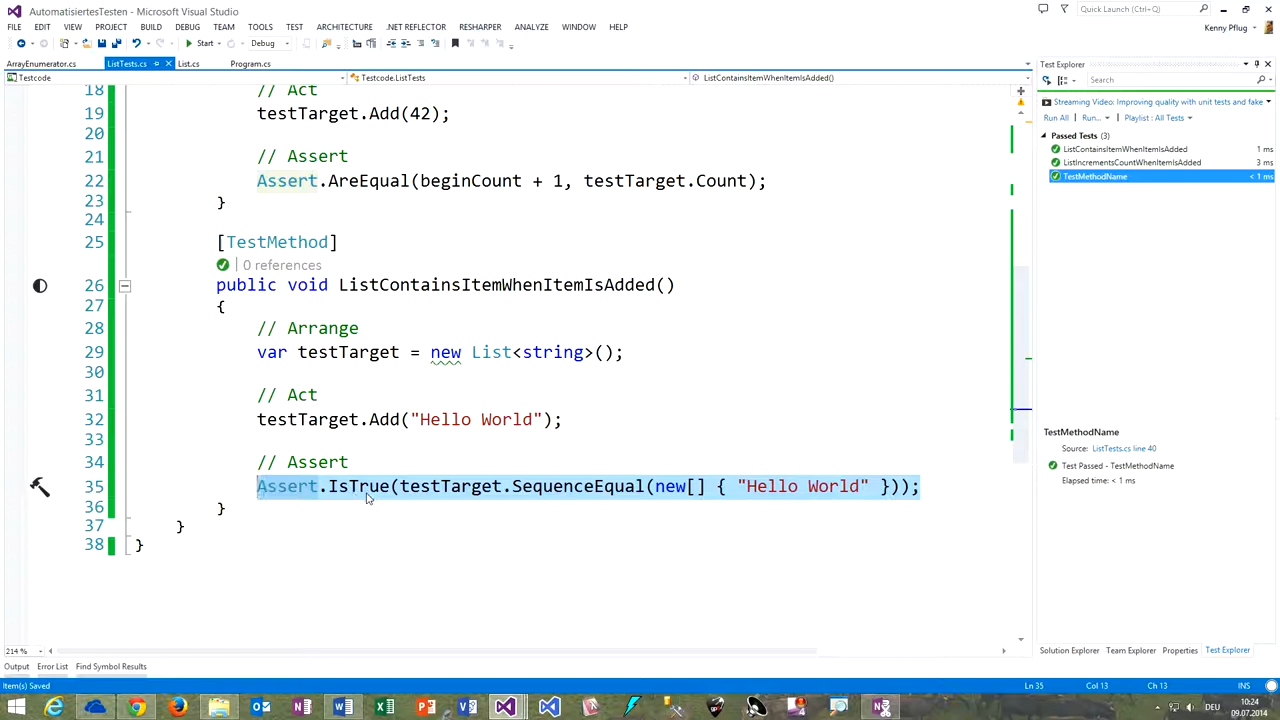 AutomatisiertesTesten - Microsoft Visual Studio
Quick Launch (Ctrl+Q)
FILE EDIT VIEW PROJECT BUILD DEBUG TEAM TOOLS TEST ARCHITECTURE .NET REFLECTOR RESHARPER ANALYZE WINDOW HELP
Kenny Pflug
Start Debug
ArrayEnumerator.cs ListTests.cs List.cs Program.cs
Testcode Testcode.ListTests ListContainsItemWhenItemIsAdded()
18 // Act
19 testTarget.Add(42);
20
21 // Assert
22 Assert.AreEqual(beginCount + 1, testTarget.Count);
23 }
24
25 [TestMethod]
0 references
26 public void ListContainsItemWhenItemIsAdded()
27 {
28 // Arrange
29 var testTarget = new List<string>();
30
31 // Act
32 testTarget.Add("Hello World");
33
34 // Assert
35 Assert.IsTrue(testTarget.SequenceEqual(new[] { "Hello World" }));
36 }
37 }
38 }
214 %
Output Error List Find Symbol Results
Item(s) Saved
Ln 35 Col 13 Ch 13 INS
Test Explorer
Search
Streaming Video: Improving quality with unit tests and fake
Run All Run... Playlist : All Tests
Passed Tests (3)
ListContainsItemWhenItemIsAdded 1 ms
ListIncrementsCountWhenItemIsAdded 3 ms
TestMethodName < 1 ms
TestMethodName
Source: ListTests.cs line 40
Test Passed - TestMethodName
Elapsed time: < 1 ms
Solution Explorer Team Explorer Properties Test Explorer
DEU
10:24
09.07.2014